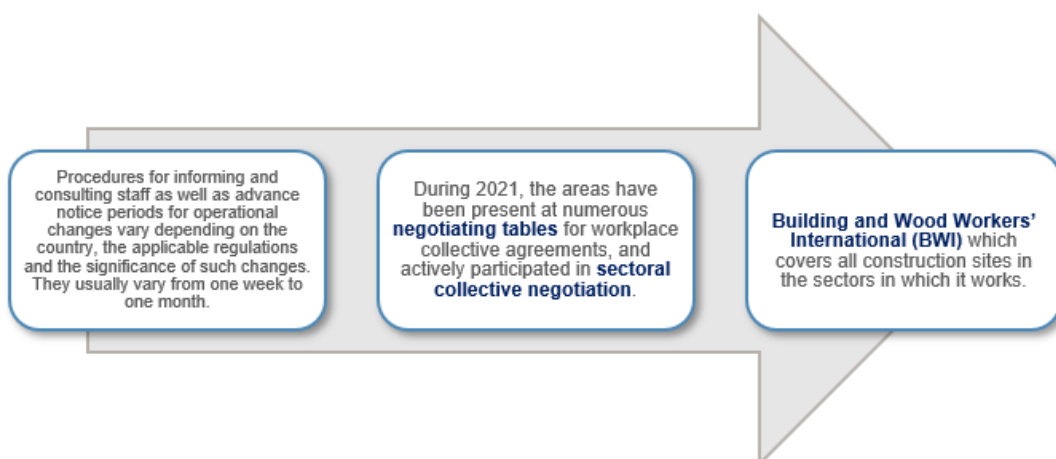 Procedures for informing and
consulting staff as well as advance
notice periods for operational
changes vary depending on the
country, the applicable regulations
and the significance of such changes.
They usually vary from one week to
one month.
During 2021, the areas have
been present at numerous
negotiating tables for workplace
collective agreements, and
actively participated in sectoral
collective negotiation.
Building and Wood Workers’
International (BWI) which
covers all construction sites in
the sectors in which it works.